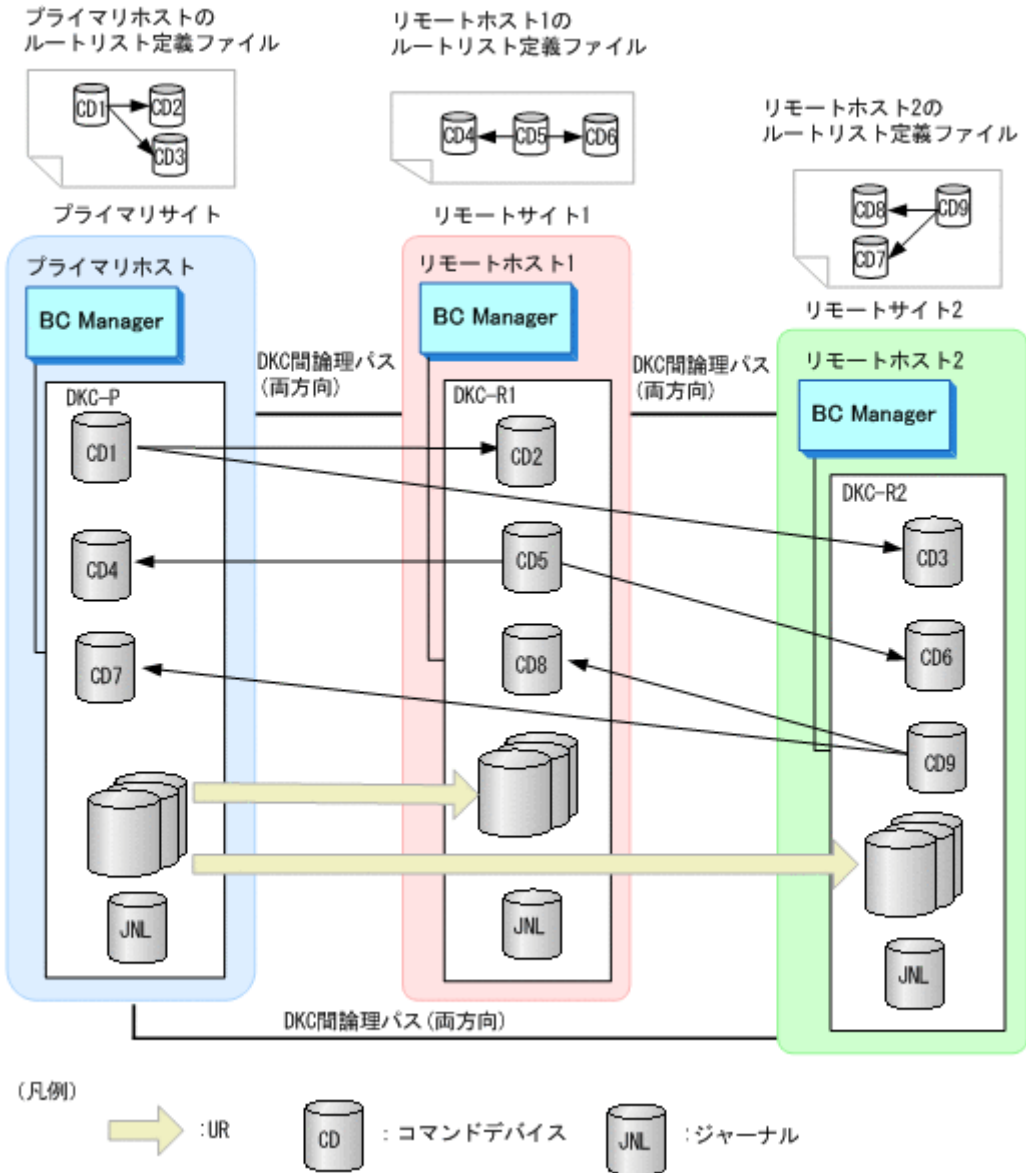 プライマリホストの
ルートリスト定義ファイル
CD1
CD2
CD3
リモートホスト1の
ルートリスト定義ファイル
CD4
CD5
CD6
リモートホスト2の
ルートリスト定義ファイル
CD8
CD9
CD7
プライマリサイト
リモートサイト1
リモートサイト2
プライマリホスト
BC Manager
リモートホスト1
BC Manager
リモートホスト2
BC Manager
DKC間論理パス
(両方向)
DKC間論理パス
(両方向)
DKC-P
CD1
CD4
CD7
JNL
DKC-R1
CD2
CD5
CD8
JNL
DKC-R2
CD3
CD6
CD9
JNL
DKC間論理パス(両方向)
(凡例)
:UR
CD
:コマンドデバイス
JNL
:ジャーナル